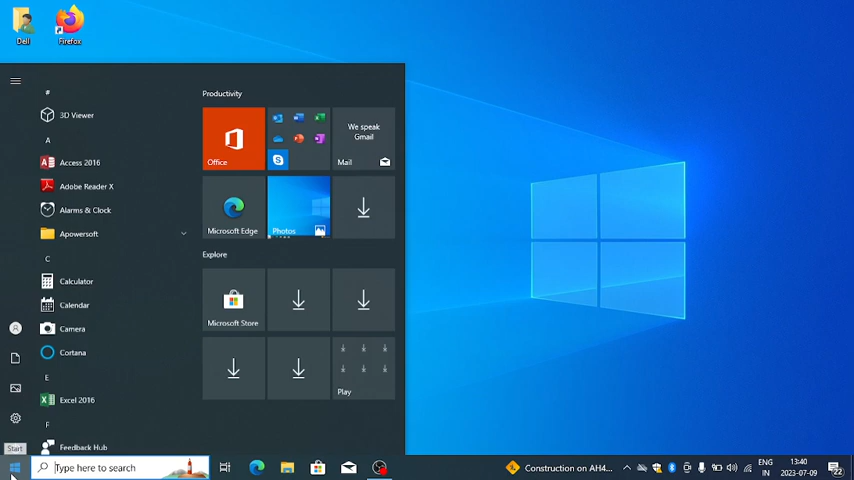 Dell
Firefox
#
3D Viewer
A
Access 2016
Adobe Reader X
Alarms & Clock
Apowersoft
C
Calculator
Calendar
Camera
Cortana
E
Excel 2016
F
Feedback Hub
Productivity
Office
We speak
Gmail
Mail
Microsoft Edge
Photos
Explore
Microsoft Store
Play
Start
Type here to search
Construction on AH4...
ENG
IN
13:40
2023-07-09
22